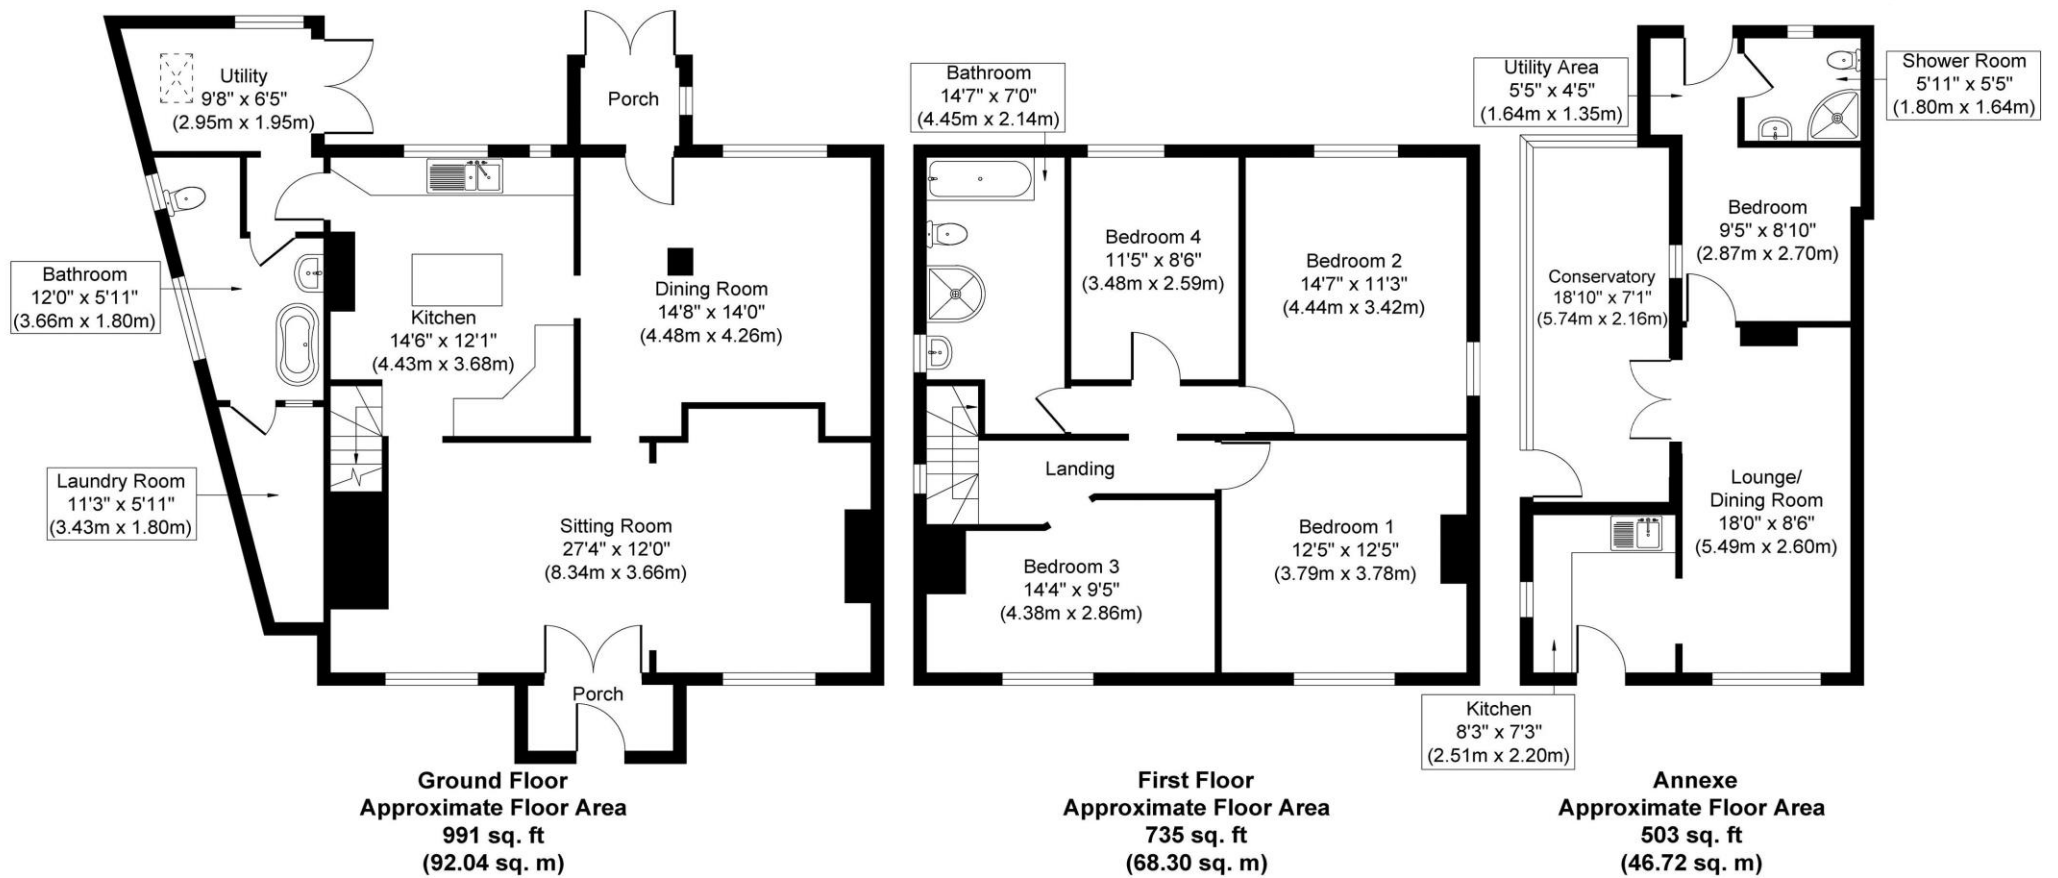 Utility
9'8" x 6'5"
(2.95m x 1.95m)
Porch
Bathroom
12'0" x 5'11"
(3.66m x 1.80m)
Kitchen
14'6" x 12'1"
(4.43m x 3.68m)
Dining Room
14'8" x 14'0"
(4.48m x 4.26m)
Laundry Room
11'3" x 5'11"
(3.43m x 1.80m)
Sitting Room
27'4" x 12'0"
(8.34m x 3.66m)
Porch
Ground Floor
Approximate Floor Area
991 sq. ft
(92.04 sq. m)
Bathroom
14'7" x 7'0"
(4.45m x 2.14m)
Bedroom 4
11'5" x 8'6"
(3.48m x 2.59m)
Bedroom 2
14'7" x 11'3"
(4.44m x 3.42m)
Landing
Bedroom 3
14'4" x 9'5"
(4.38m x 2.86m)
Bedroom 1
12'5" x 12'5"
(3.79m x 3.78m)
First Floor
Approximate Floor Area
735 sq. ft
(68.30 sq. m)
Utility Area
5'5" x 4'5"
(1.64m x 1.35m)
Shower Room
5'11" x 5'5"
(1.80m x 1.64m)
Bedroom
9'5" x 8'10"
(2.87m x 2.70m)
Conservatory
18'10" x 7'1"
(5.74m x 2.16m)
Lounge/
Dining Room
18'0" x 8'6"
(5.49m x 2.60m)
Kitchen
8'3" x 7'3"
(2.51m x 2.20m)
Annexe
Approximate Floor Area
503 sq. ft
(46.72 sq. m)